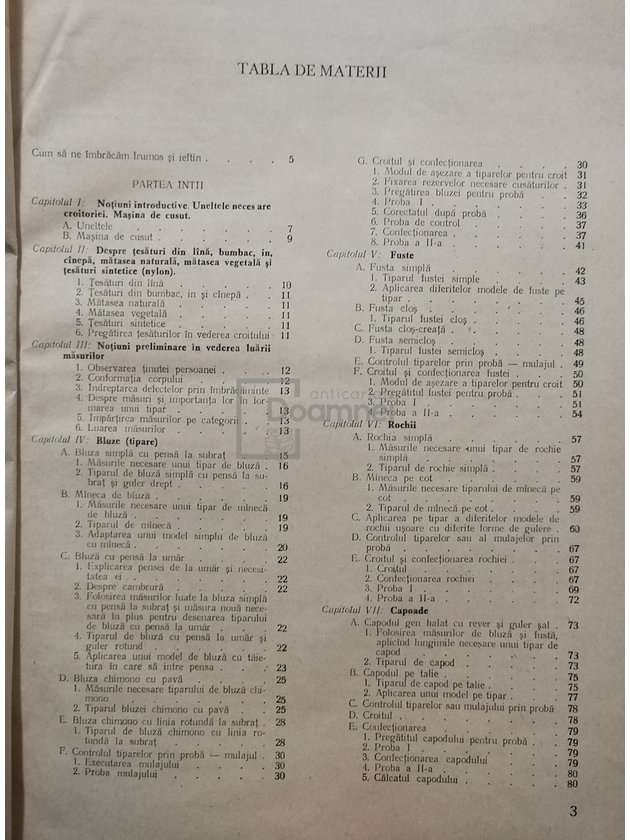 TABLA DE MATERII
Cum să ne îmbrăcăm frumos și ieftin . . . . 5
PARTEA INTII
Capitolul I: Noțiuni introductive. Uneltele necesare
croitoriei. Mașina de cusut.
A. Uneltele . . . . . . 7
B. Mașina de cusut . . . . . 9
Capitolul II: Despre țesături din lînă, bumbac, in,
cînepă, mătasea naturală, mătasea vegetală și
țesături sintetice (nylon).
1. Țesături din lînă . . . . . 10
2. Țesături din bumbac, in și cînepă . . 11
3. Mătasea naturală . . . . . 11
4. Mătasea vegetală . . . . . 11
5. Țesături sintetice . . . . . 11
6. Pregătirea țesăturilor în vederea croitului 11
Capitolul III: Noțiuni preliminare în vederea luării
măsurilor
1. Observarea ținutei persoanei . . . 12
2. Conformația corpului . . . . 12
3. Îndreptarea defectelor prin îmbrăcăminte 13
4. Despre măsuri și importanța lor în for-
marea unui tipar . . . . . 13
5. Împărțirea măsurilor pe categorii . . 13
6. Luarea măsurilor . . . . . 13
Capitolul IV: Bluze (tipare)
A. Bluza simplă cu pensă la subraț . . 15
1. Măsurile necesare unui tipar de bluză . 16
2. Tiparul de bluză simplă cu pensă la su-
braț și guler drept . . . . 16
B. Mîneca de bluză . . . . . 19
1. Măsurile necesare unui tipar de mînecă
de bluză . . . . . . 19
2. Tiparul de mînecă . . . . . 19
3. Adaptarea unui model simplu de bluză
cu mînecă . . . . . . 20
C. Bluză cu pensă la umăr . . . . 22
1. Explicarea pensei de la umăr și necesi-
tatea ei . . . . . . 22
2. Despre cambrură . . . . . 22
3. Folosirea măsurilor luate la bluza simplă
cu pensă la subraț și măsura nouă nece-
sară în plus pentru desenarea tiparului
de bluză cu pensă la umăr . . . 22
4. Tiparul de bluză cu pensă la umăr și
guler rotund . . . . . . 22
5. Aplicarea unui model de bluză cu tăie-
tura în care să intre pensa . . . 23
D. Bluza chimono cu pavă . . . . 25
1. Măsurile necesare tiparului de bluză chi-
mono . . . . . . . 25
2. Tiparul bluzei chimono cu pavă . . 25
E. Bluza chimono cu linia rotundă la subraț . 28
1. Tiparul de bluză chimono cu linia ro-
tundă la subraț . . . . . 28
F. Controlul tiparelor prin probă — mulajul . 30
1. Executarea mulajului . . . . 30
2. Proba mulajului . . . . . 30
G. Croitul și confecționarea . . . . 30
1. Modul de așezare a tiparelor pentru croit 31
2. Fixarea rezervelor necesare cusăturilor . 31
3. Pregătirea bluzei pentru probă . . 32
4. Proba I . . . . . . 33
5. Corectatul după probă . . . . 36
6. Proba de control . . . . . 37
7. Confecționarea . . . . . 37
8. Proba a II-a . . . . . . 41
Capitolul V: Fuste
A. Fusta simplă . . . . . . 42
1. Tiparul fustei simple . . . . 43
2. Aplicarea diferitelor modele de fuste pe
tipar . . . . . . . 45
B. Fusta cloș . . . . . . 46
1. Tiparul fustei cloș . . . . . 46
C. Fusta cloș-creață . . . . . 48
D. Fusta semicloș . . . . . 48
1. Tiparul fustei semicloș . . . . 48
E. Controlul tiparelor prin probă — mulajul . 49
F. Croitul și confecționarea fustei . . . 50
1. Modul de așezare a tiparelor pentru croit 50
2. Pregătitul fustei pentru probă . . . 51
3. Proba I . . . . . . 51
4. Proba a II-a . . . . . . 54
Capitolul VI: Rochii
A. Rochia simplă . . . . . 57
1. Măsurile necesare unui tipar de rochie
simplă . . . . . . 57
2. Tiparul de rochie simplă . . . 57
B. Mîneca pe cot . . . . . 59
1. Măsurile necesare tiparului de mînecă pe
cot . . . . . . . 59
2. Tiparul de mînecă pe cot . . . 59
C. Aplicarea pe tipar a diferitelor modele de
rochii ușoare cu diferite forme de gulere . 60
D. Controlul tiparelor sau al mulajelor prin
probă . . . . . . . 67
E. Croitul și confecționarea rochiei . . 67
1. Croitul . . . . . . 67
2. Confecționarea rochiei . . . . 67
3. Proba I . . . . . . 69
4. Proba a II-a . . . . . . 72
Capitolul VII: Capoade
A. Capodul gen halat cu rever și guler șal . 73
1. Folosirea măsurilor de bluză și fustă,
aplicînd lungimile necesare unui tipar de
capod . . . . . . 73
2. Tiparul de capod . . . . . 73
B. Capodul pe talie . . . . . 75
1. Tiparul de capod pe talie . . . 75
2. Aplicarea unui model pe tipar . . . 77
C. Controlul tiparelor sau mulajului prin probă 78
D. Croitul . . . . . . . 78
E. Confecționarea . . . . . 79
1. Pregătitul capodului pentru probă . . 79
2. Proba I . . . . . . 79
3. Confecționarea capodului . . . 79
4. Proba a II-a . . . . . . 80
5. Călcatul capodului . . . . . 80
3
anticar
Doamnei